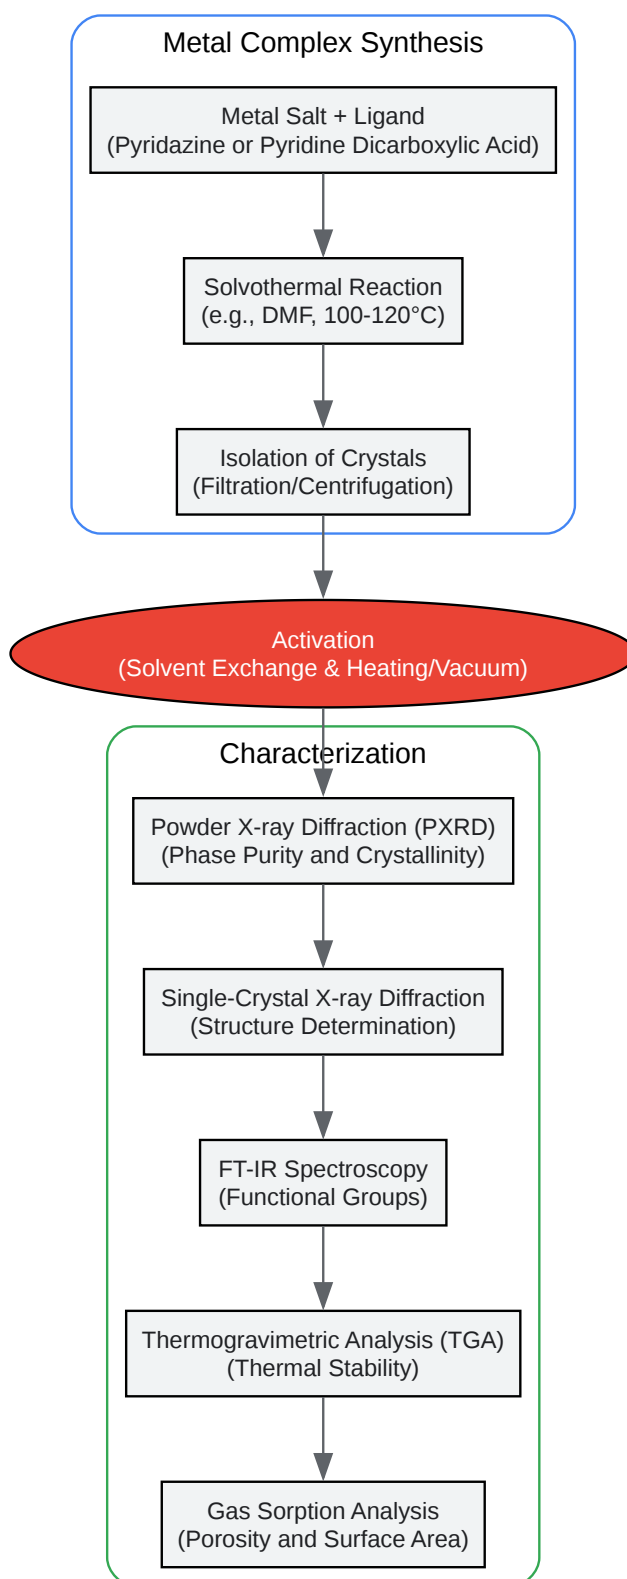 Metal Complex Synthesis
Metal Salt + Ligand
(Pyridazine or Pyridine Dicarboxylic Acid)
Solvothermal Reaction
(e.g., DMF, 100-120°C)
Isolation of Crystals
(Filtration/Centrifugation)
Activation
(Solvent Exchange & Heating/Vacuum)
Characterization
Powder X-ray Diffraction (PXRD)
(Phase Purity and Crystallinity)
Single-Crystal X-ray Diffraction
(Structure Determination)
FT-IR Spectroscopy
(Functional Groups)
Thermogravimetric Analysis (TGA)
(Thermal Stability)
Gas Sorption Analysis
(Porosity and Surface Area)